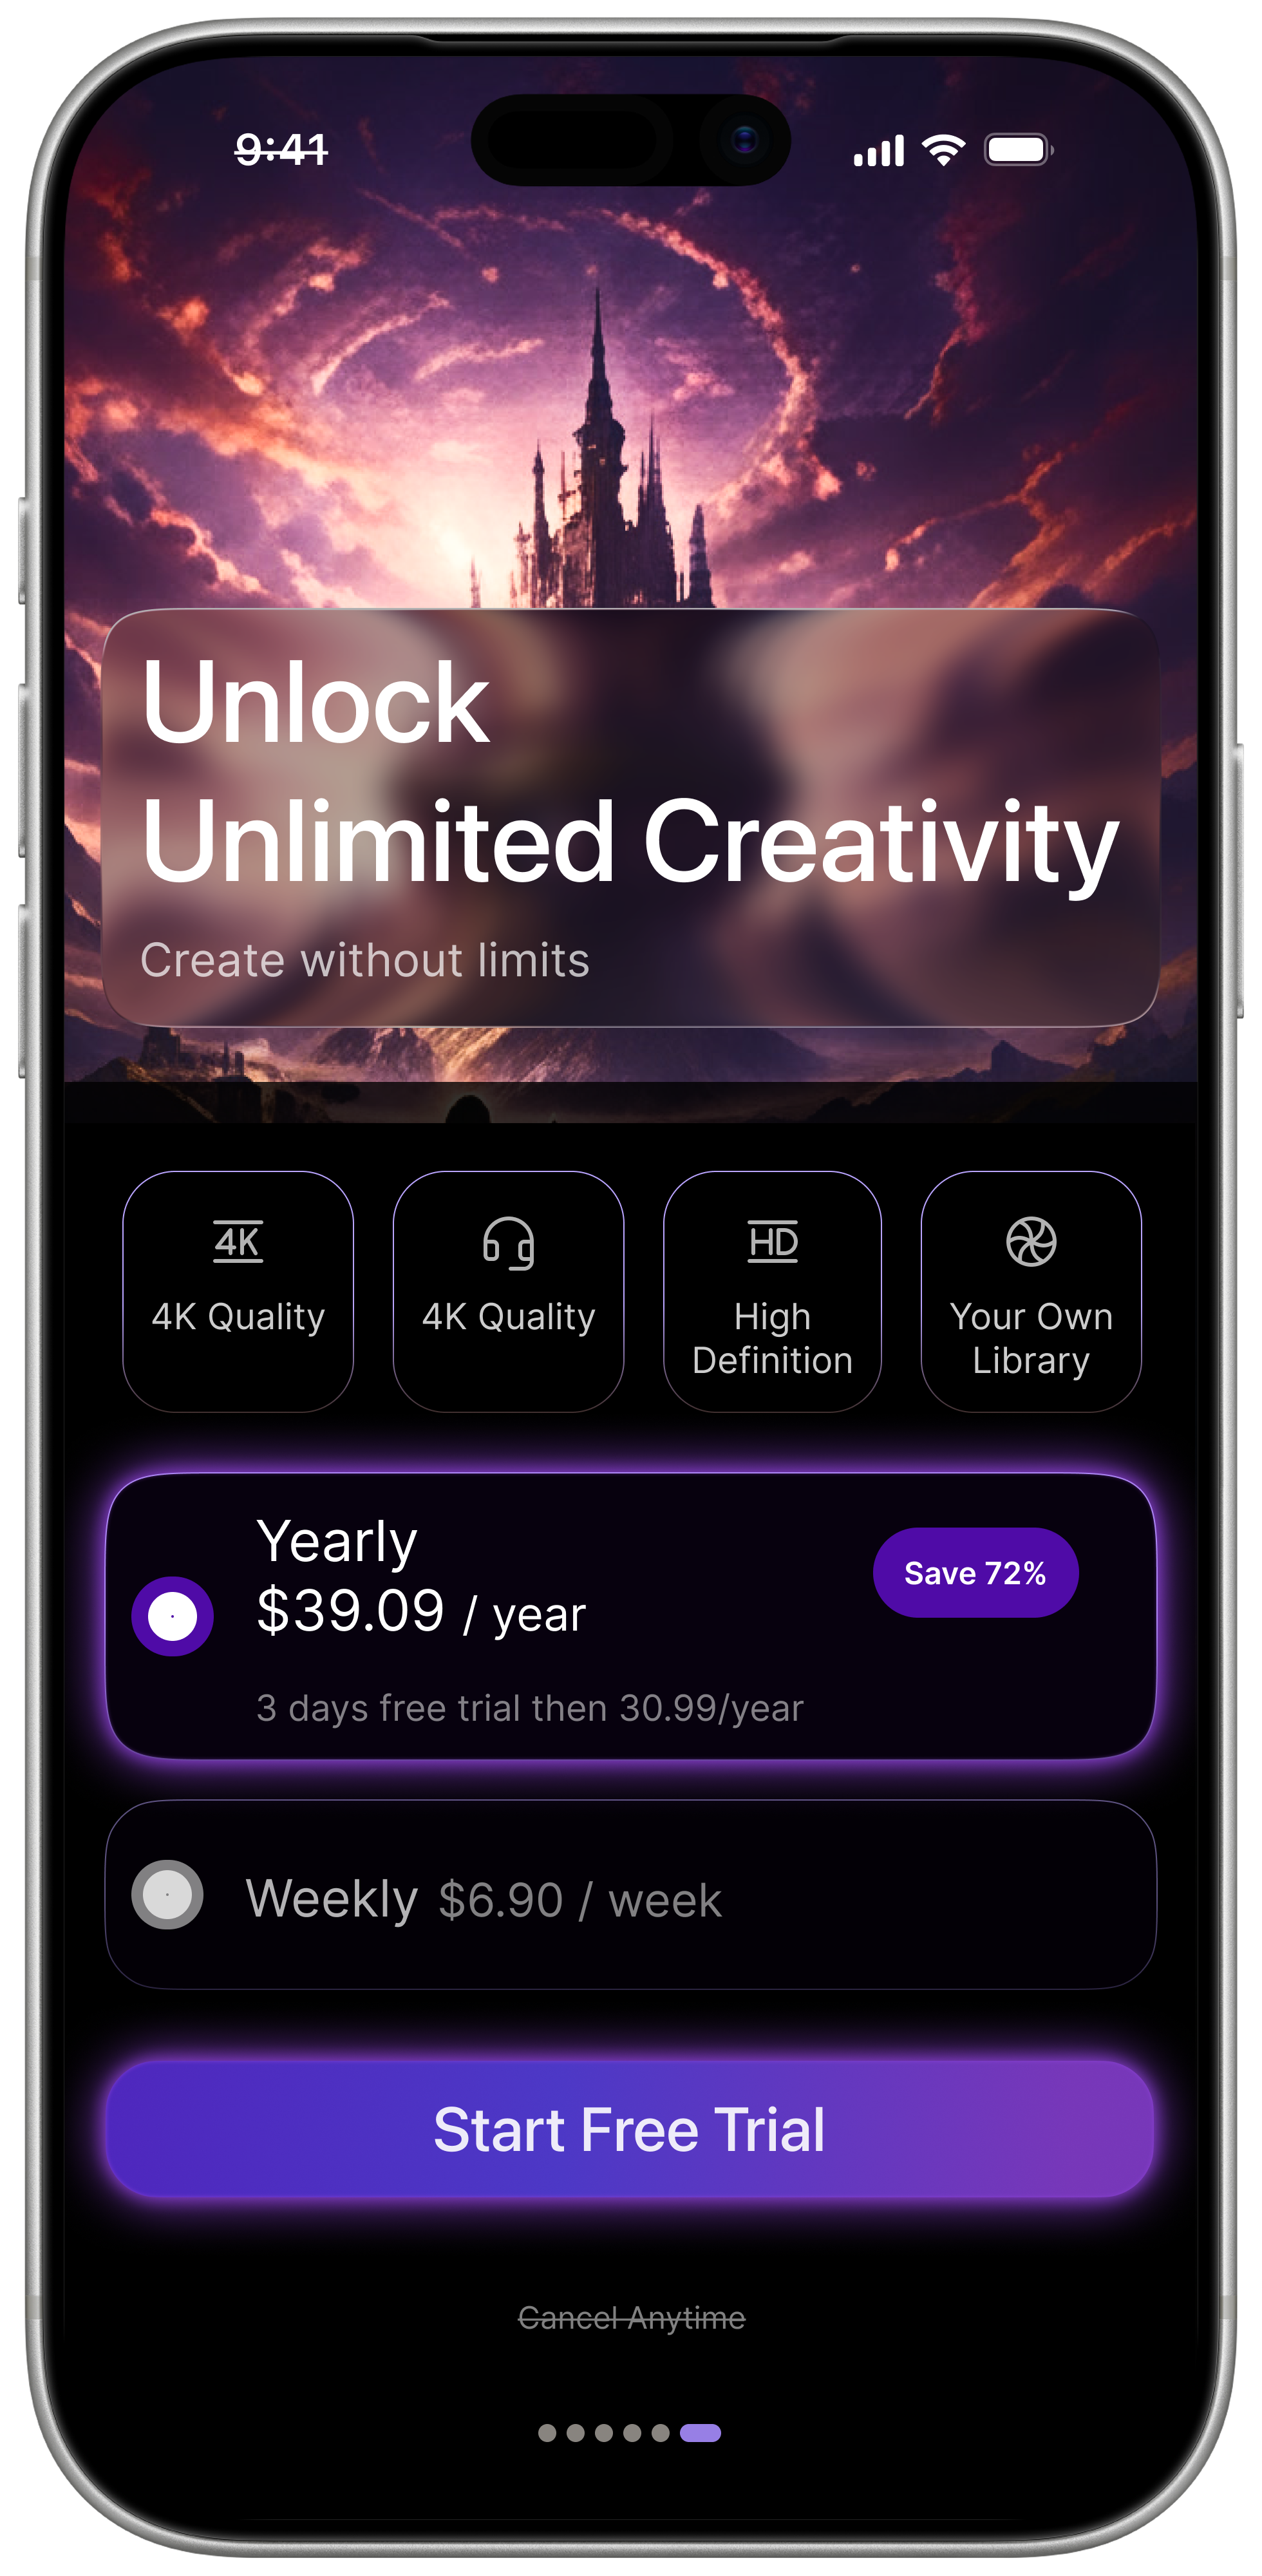 9:41
Unlock
Unlimited Creativity
Create without limits
4K
4K Quality
4K Quality
HD
High
Definition
Your Own
Library
Yearly
$39.09 / year
Save 72%
3 days free trial then 30.99/year
Weekly $6.90 / week
Start Free Trial
Cancel Anytime